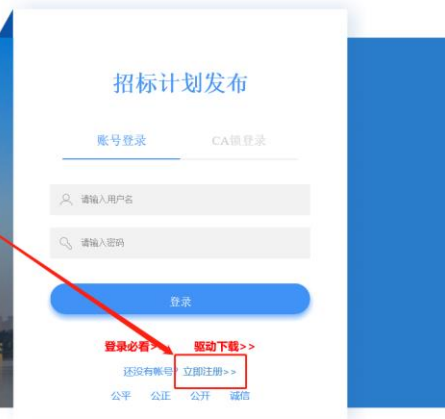 招标计划发布
账号登录 CA锁登录
请输入用户名
请输入密码
登录
登录必看>> 驱动下载>>
还没有帐号? 立即注册>>
公平 公正 公开 诚信